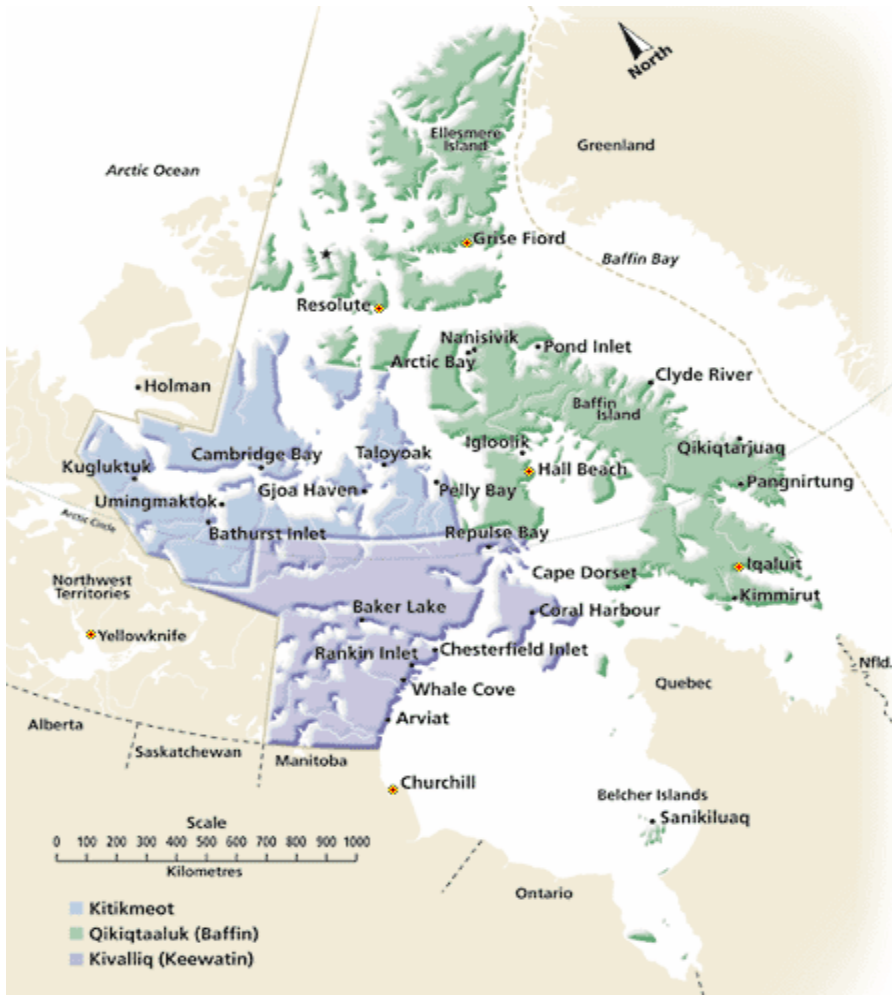 North
Ellesmere
Island
Greenland
Arctic Ocean
Grise Fiord
Baffin Bay
Resolute
Nanisivik
Pond Inlet
Arctic Bay
Clyde River
Holman
Baffin
Island
Igloolik
Qikiqtarjuaq
Cambridge Bay
Taloyoak
Kugluktuk
Hall Beach
Pangnirtung
Gjoa Haven
Pelly Bay
Umingmaktok
Arctic Circle
Bathurst Inlet
Repulse Bay
Iqaluit
Cape Dorset
Northwest
Territories
Kimmirut
Baker Lake
Coral Harbour
Yellowknife
Chesterfield Inlet
Rankin Inlet
Nfld.
Whale Cove
Quebec
Arviat
Alberta
Saskatchewan
Manitoba
Churchill
Belcher Islands
Sanikiluaq
Scale
0 100 200 300 400 500 600 700 800 900 1000
Kilometres
Ontario
Kitikmeot
Qikiqtaaluk (Baffin)
Kivalliq (Keewatin)